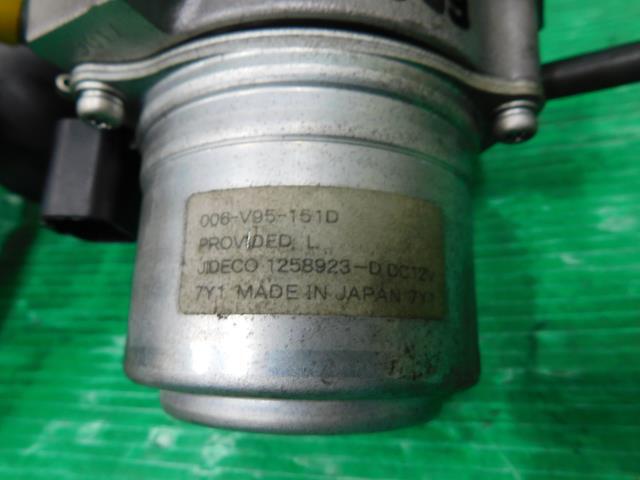 006-V95-151D
PROVIDED L
JIDECO 1258923-D DC12V
7Y1 MADE IN JAPAN 7Y1